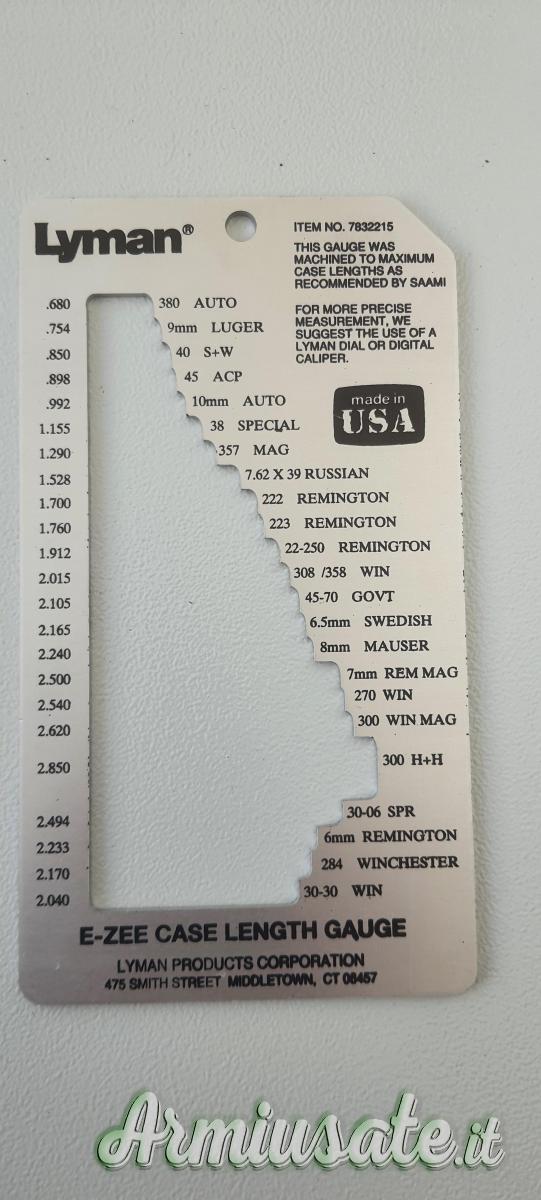 Lyman®
ITEM NO. 7832215
THIS GAUGE WAS
MACHINED TO MAXIMUM
CASE LENGTHS AS
RECOMMENDED BY SAAMI
FOR MORE PRECISE
MEASUREMENT, WE
SUGGEST THE USE OF A
LYMAN DIAL OR DIGITAL
CALIPER.
made in
USA
.680 380 AUTO
.754 9mm LUGER
.850 40 S+W
.898 45 ACP
.992 10mm AUTO
1.155 38 SPECIAL
1.290 357 MAG
1.528 7.62 X 39 RUSSIAN
1.700 222 REMINGTON
1.760 223 REMINGTON
1.912 22-250 REMINGTON
2.015 308 /358 WIN
2.105 45-70 GOVT
2.165 6.5mm SWEDISH
2.240 8mm MAUSER
2.500 7mm REM MAG
2.540 270 WIN
2.620 300 WIN MAG
2.850 300 H+H
2.494 30-06 SPR
2.233 6mm REMINGTON
2.170 284 WINCHESTER
2.040 30-30 WIN
E-ZEE CASE LENGTH GAUGE
LYMAN PRODUCTS CORPORATION
475 SMITH STREET MIDDLETOWN, CT 06457
Armiusate.it